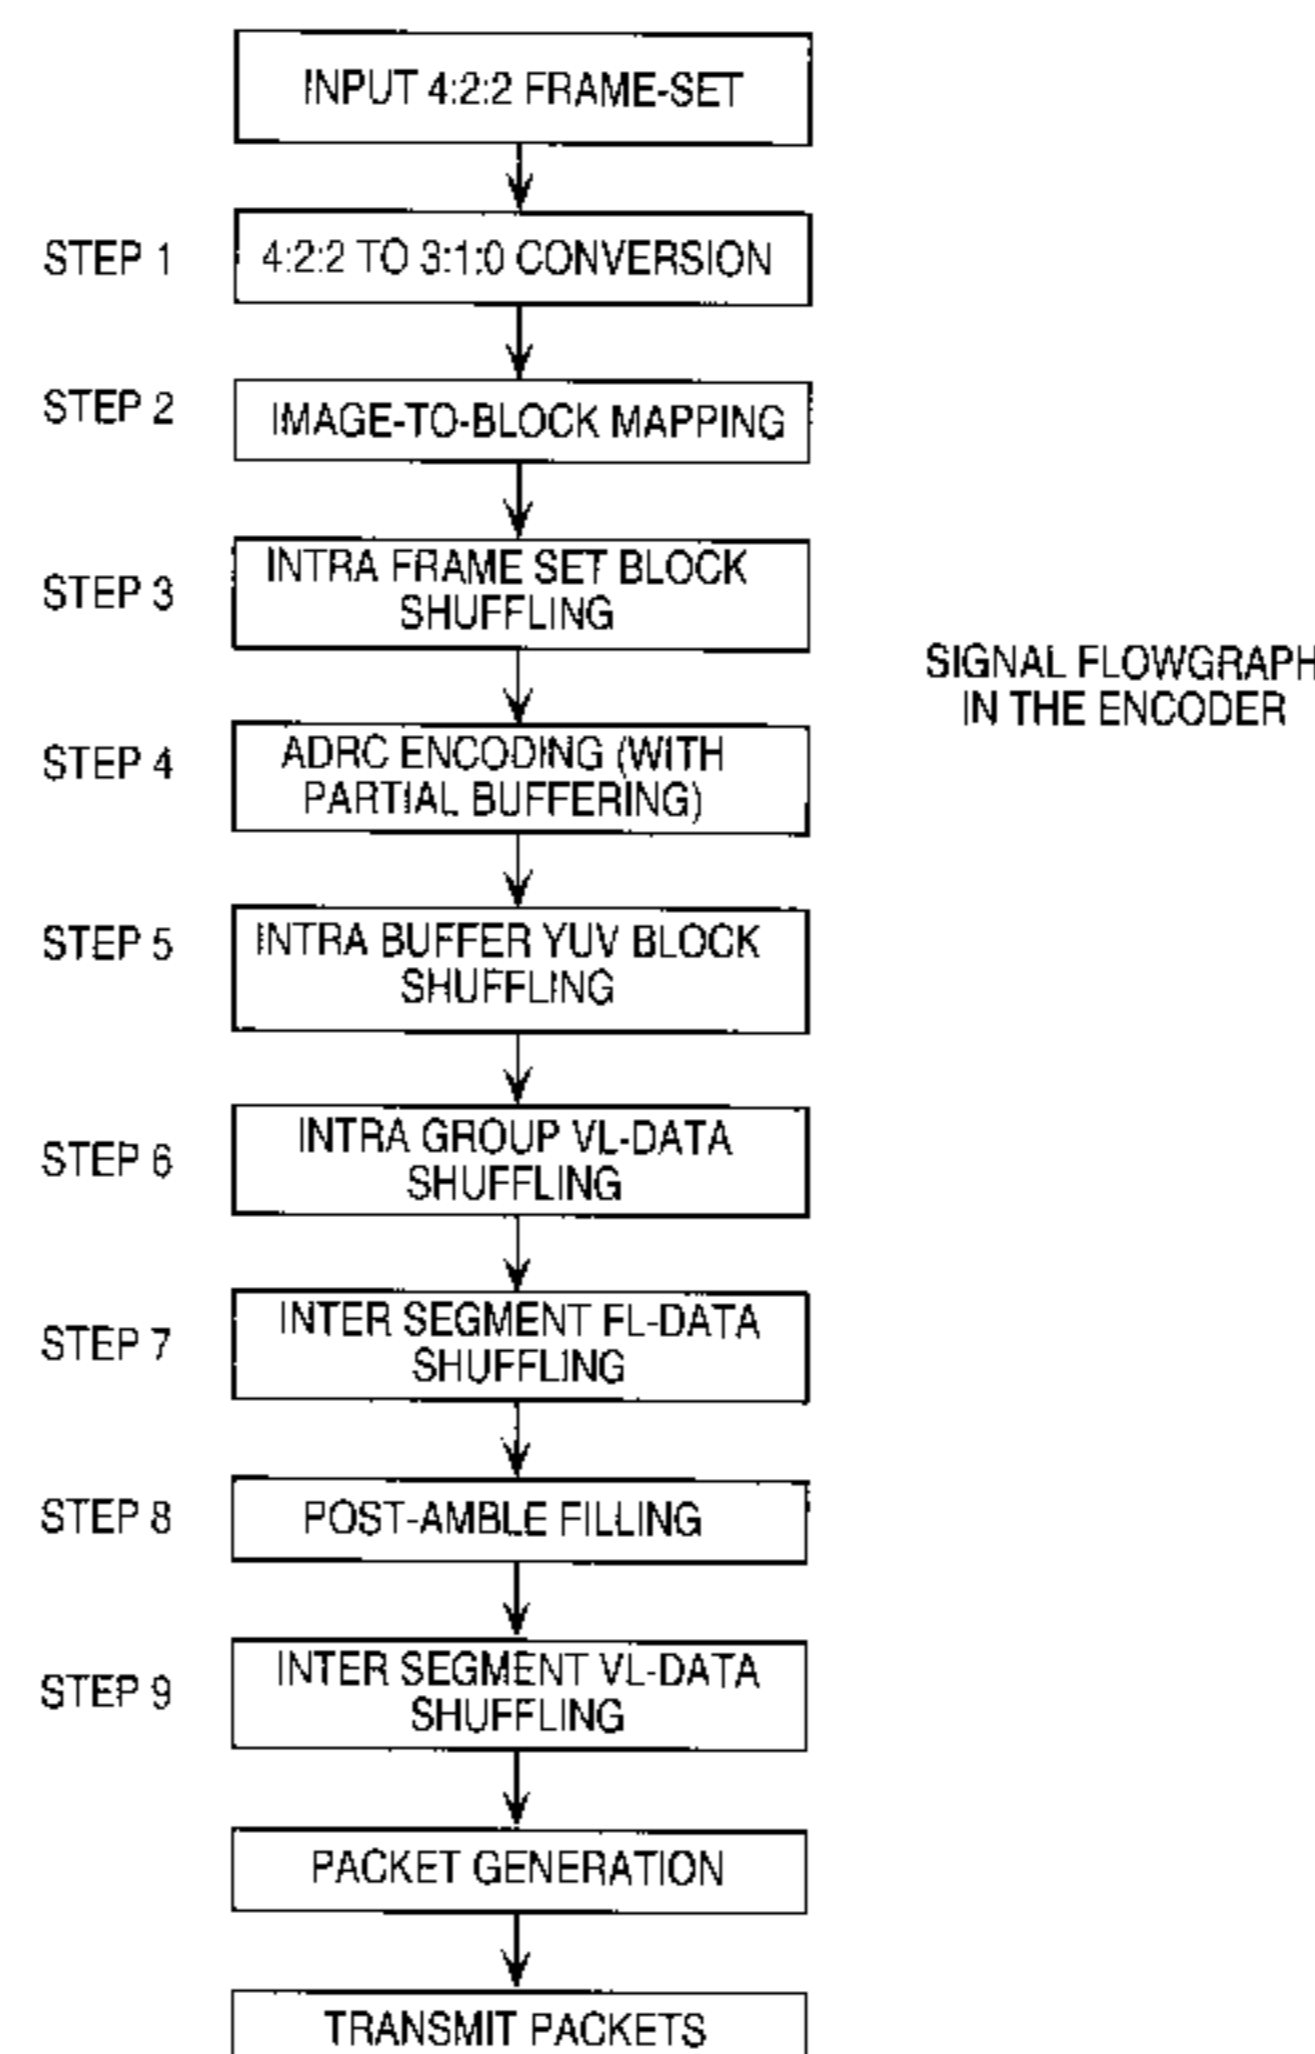 INPUT 4:2:2 FRAME-SET
STEP 1
4:2:2 TO 3:1:0 CONVERSION
STEP 2
IMAGE-TO-BLOCK MAPPING
STEP 3
INTRA FRAME SET BLOCK
SHUFFLING
SIGNAL FLOWGRAPH
IN THE ENCODER
STEP 4
ADRC ENCODING (WITH
PARTIAL BUFFERING)
STEP 5
INTRA BUFFER YUV BLOCK
SHUFFLING
STEP 6
INTRA GROUP VL-DATA
SHUFFLING
STEP 7
INTER SEGMENT FL-DATA
SHUFFLING
STEP 8
POST-AMBLE FILLING
STEP 9
INTER SEGMENT VL-DATA
SHUFFLING
PACKET GENERATION
TRANSMIT PACKETS